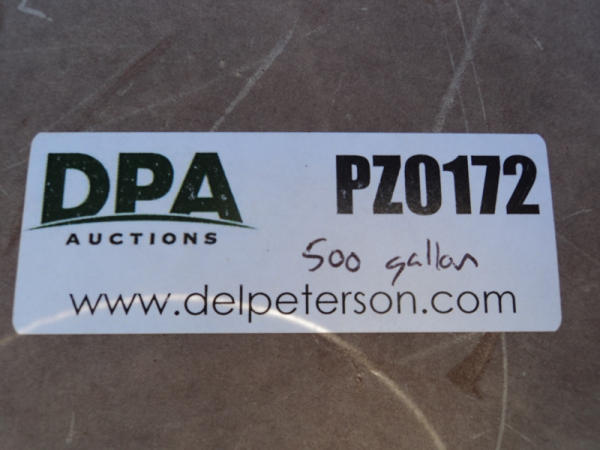 DPA
AUCTIONS
PZ0172
500 gallon
www.delpeterson.com